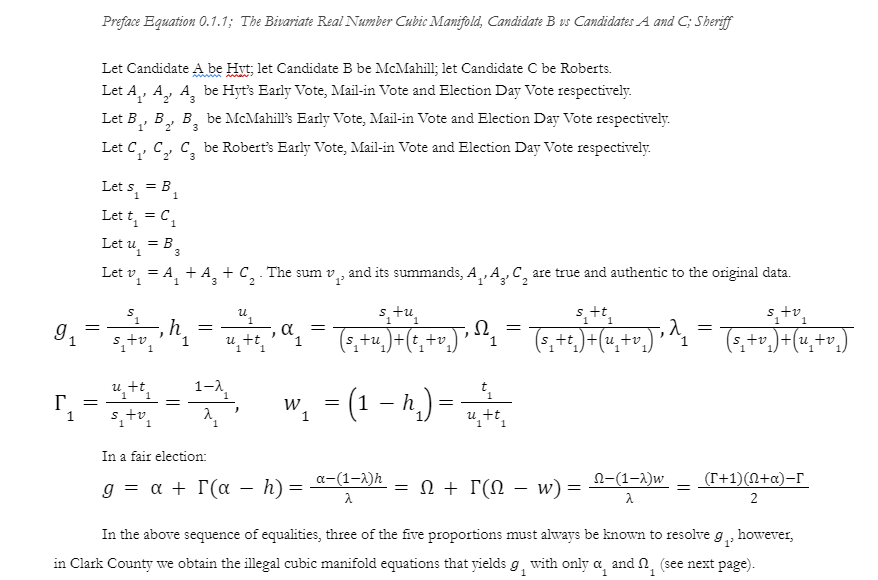 Preface Equation 0.1.1; The Bivariate Real Number Cubic Manifold, Candidate B vs Candidates A and C; Sheriff
Let Candidate A be Hyt; let Candidate B be McMahill; let Candidate C be Roberts.
Let A₁, A₂, A₃ be Hyt's Early Vote, Mail-in Vote and Election Day Vote respectively.
Let B₁, B₂, B₃ be McMahill's Early Vote, Mail-in Vote and Election Day Vote respectively.
Let C₁, C₂, C₃ be Robert's Early Vote, Mail-in Vote and Election Day Vote respectively.
Let s₁ = B₁
Let t₁ = C₁
Let u₁ = B₃
Let v₁ = A₁ + A₃ + C₂. The sum v₁, and its summands, A₁, A₃, C₂ are true and authentic to the original data.
g₁ = s₁/(s₁+v₁), h₁ = u₁/(u₁+t₁), α₁ = (s₁+u₁)/((s₁+u₁)+(t₁+v₁)), Ω₁ = (s₁+t₁)/((s₁+t₁)+(u₁+v₁)), λ₁ = (s₁+v₁)/((s₁+v₁)+(u₁+v₁))
Γ₁ = (u₁+t₁)/(s₁+v₁) = (1−λ₁)/λ₁, w₁ = (1 − h₁) = t₁/(u₁+t₁)
In a fair election:
g = α + Γ(α − h) = (α−(1−λ)h)/λ = Ω + Γ(Ω − w) = (Ω−(1−λ)w)/λ = ((Γ+1)(Ω+α)−Γ)/2
In the above sequence of equalities, three of the five proportions must always be known to resolve g₁, however,
in Clark County we obtain the illegal cubic manifold equations that yields g₁ with only α₁ and Ω₁ (see next page).